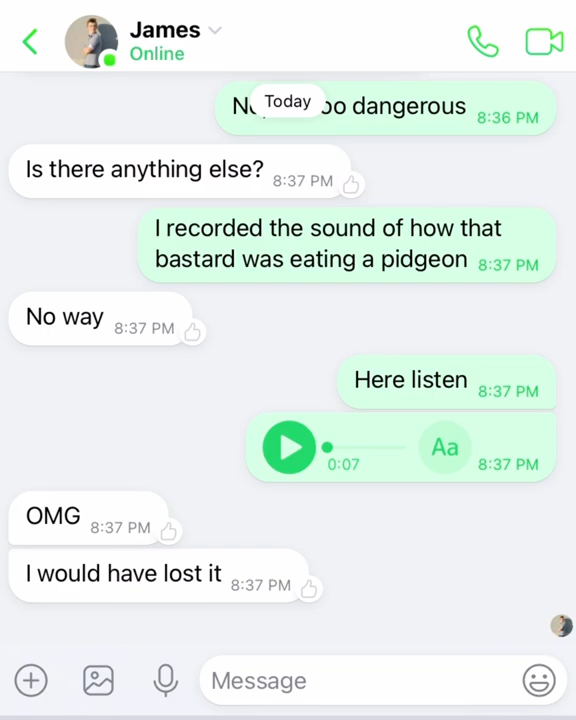 James
Online
Today
dangerous
8:36 PM
Is there anything else?
8:37 PM
I recorded the sound of how that
bastard was eating a pidgeon
8:37 PM
No way
8:37 PM
Here listen
8:37 PM
0:07
Aa
8:37 PM
OMG
8:37 PM
I would have lost it
8:37 PM
Message